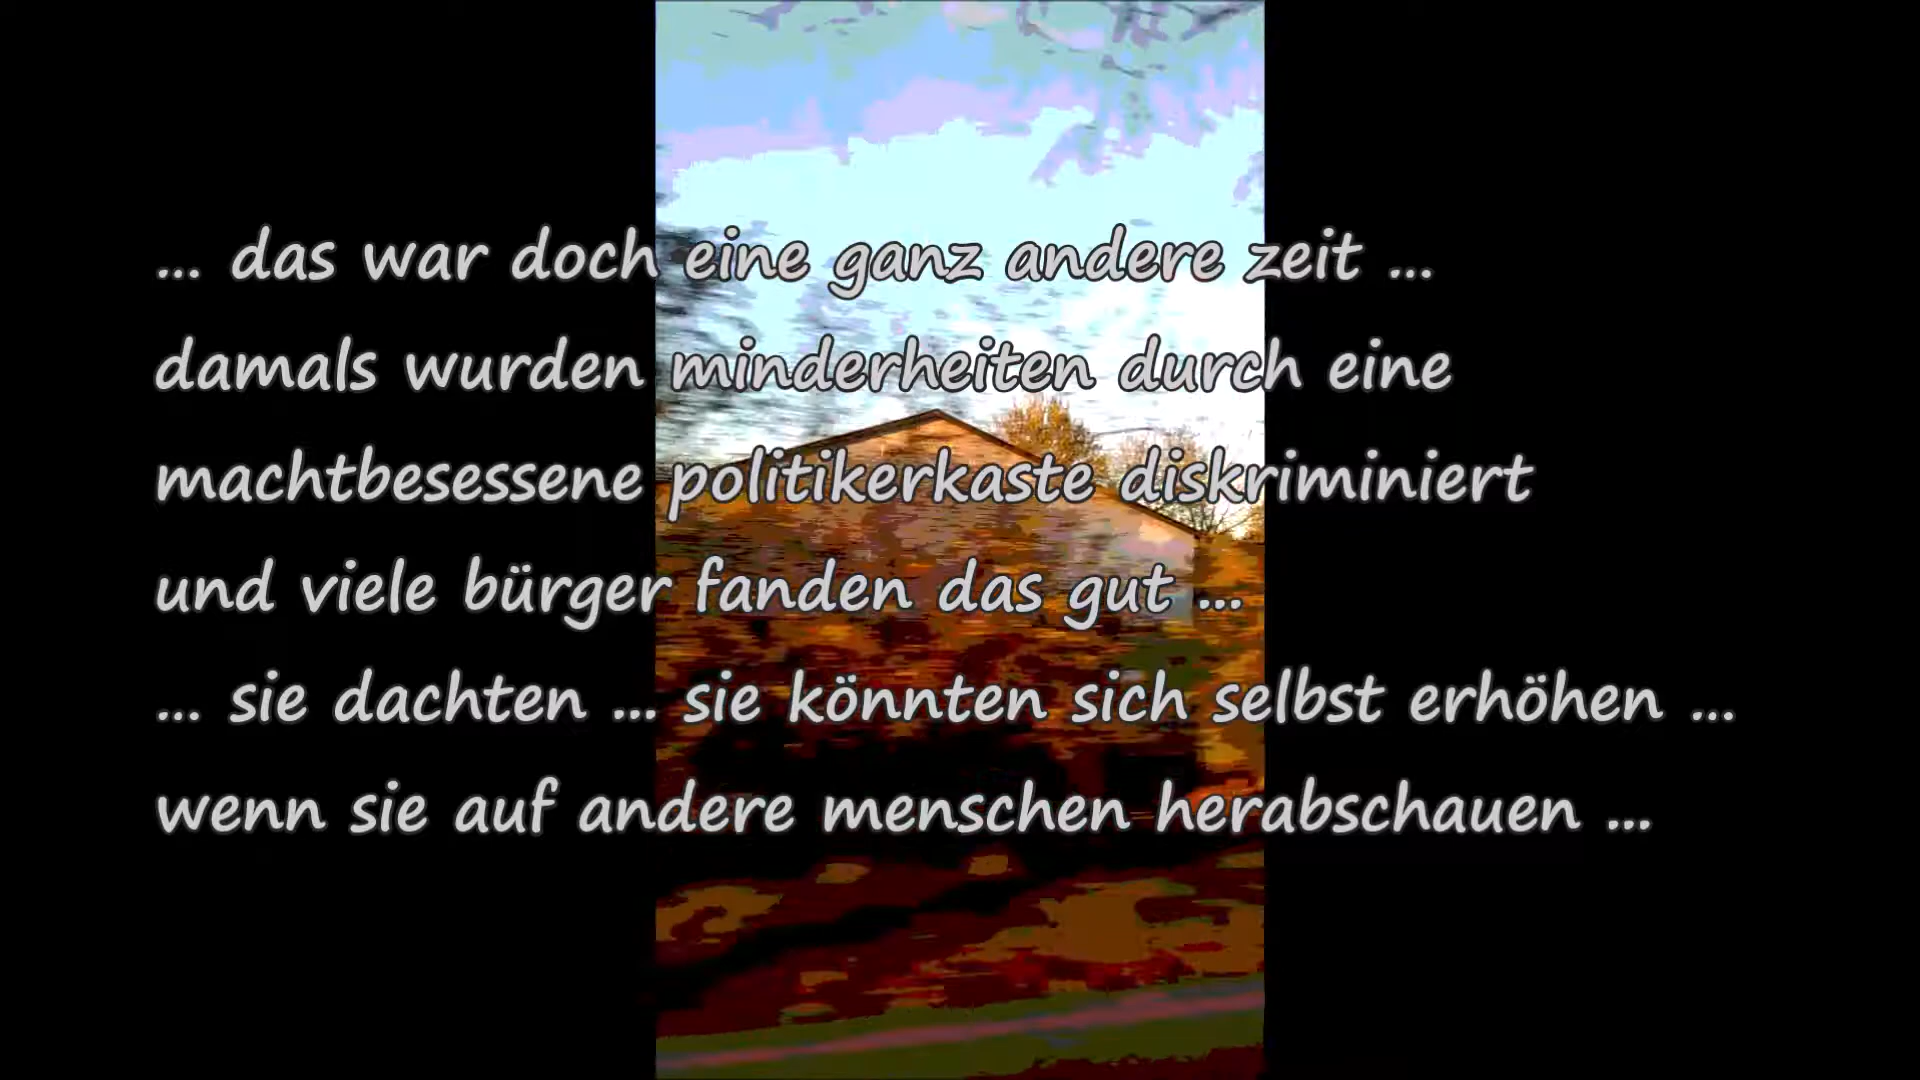 ... das war doch eine ganz andere zeit ...
damals wurden minderheiten durch eine
machtbesessene politikerkaste diskriminiert
und viele bürger fanden das gut ...
... sie dachten ... sie könnten sich selbst erhöhen ...
wenn sie auf andere menschen herabschauen ...